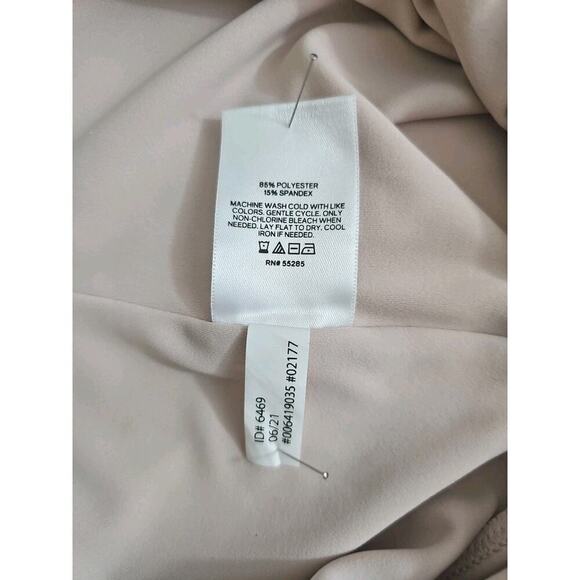 85% POLYESTER
15% SPANDEX
MACHINE WASH COLD WITH LIKE
COLORS. GENTLE CYCLE. ONLY
NON-CHLORINE BLEACH WHEN
NEEDED. LAY FLAT TO DRY. COOL
IRON IF NEEDED.
RN# 55285
ID# 6469
06/21
#006419035 #02177